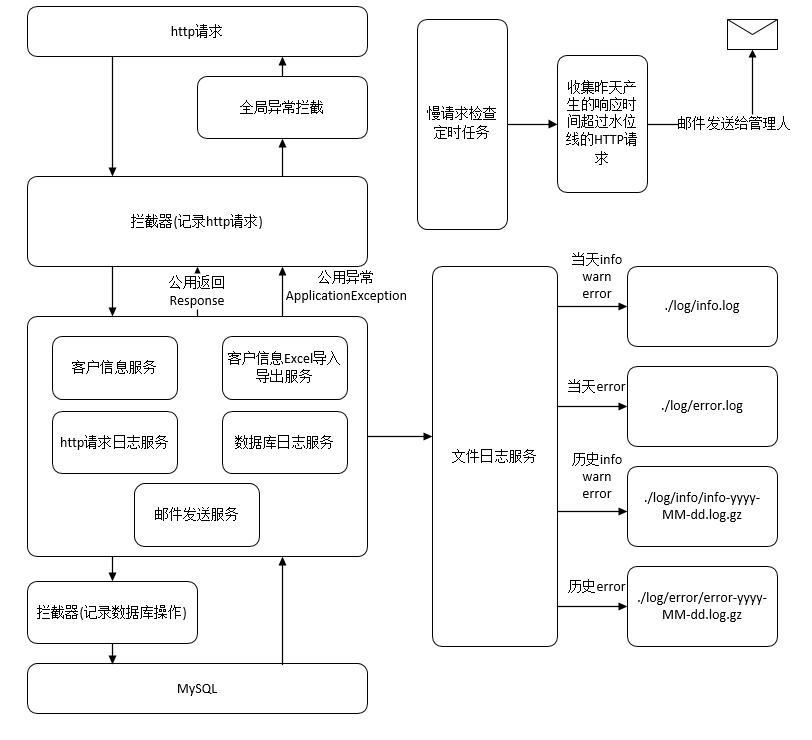 http请求
全局异常拦截
拦截器(记录http请求)
公用返回
Response
公用异常
ApplicationException
客户信息服务
客户信息Excel导入
导出服务
http请求日志服务
数据库日志服务
邮件发送服务
拦截器(记录数据库操作)
MySQL
慢请求检查
定时任务
收集昨天产
生的响应时
间超过水位
线的HTTP请
求
邮件发送给管理人
文件日志服务
当天info
warn
error
./log/info.log
当天error
./log/error.log
历史info
warn
error
./log/info/info-yyyy-
MM-dd.log.gz
历史error
./log/error/error-yyyy-
MM-dd.log.gz